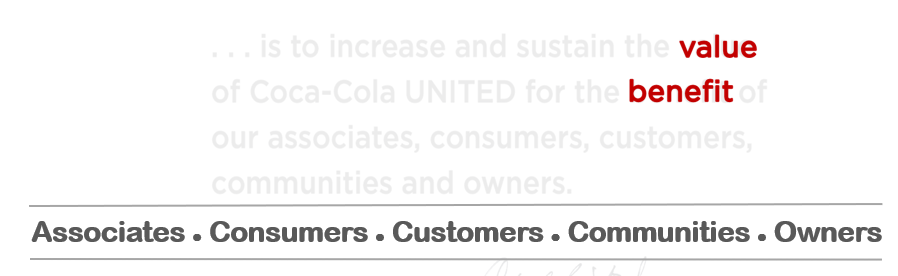 . . . is to increase and sustain the value
of Coca-Cola UNITED for the benefit of
our associates, consumers, customers,
communities and owners.
Associates . Consumers . Customers . Communities . Owners